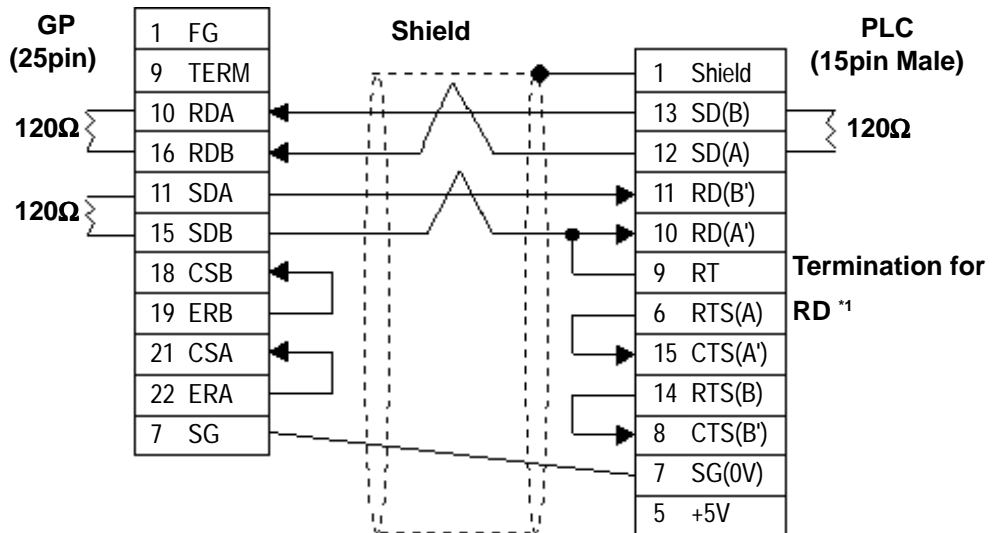 GP
(25pin)
Shield
PLC
(15pin Male)
1 FG
9 TERM
10 RDA
16 RDB
11 SDA
15 SDB
18 CSB
19 ERB
21 CSA
22 ERA
7 SG
120Ω
120Ω
1 Shield
13 SD(B)
12 SD(A)
11 RD(B')
10 RD(A')
9 RT
6 RTS(A)
15 CTS(A')
14 RTS(B)
8 CTS(B')
7 SG(0V)
5 +5V
120Ω
Termination for
RD *1